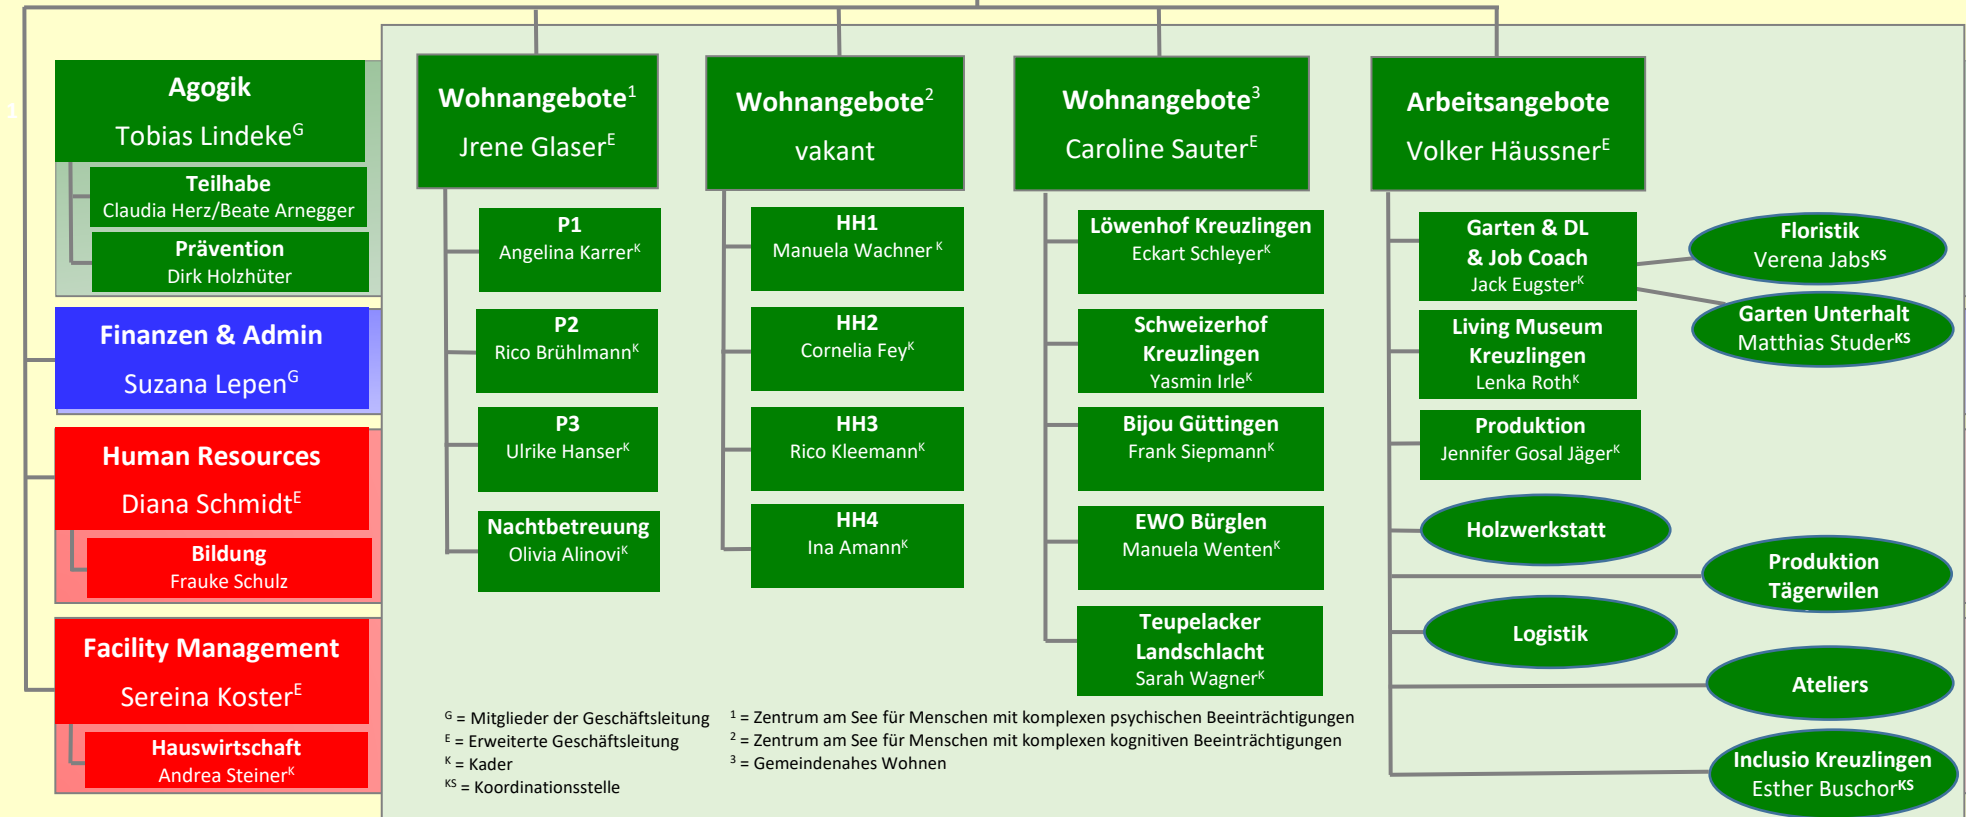 Agogik
Tobias Lindeke^G
Teilhabe
Claudia Herz/Beate Arnegger
Prävention
Dirk Holzhüter
Finanzen & Admin
Suzana Lepen^G
Human Resources
Diana Schmidt^E
Bildung
Frauke Schulz
Facility Management
Sereina Koster^E
Hauswirtschaft
Andrea Steiner^K
Wohnangebote^1
Jrene Glaser^E
P1
Angelina Karrer^K
P2
Rico Brühlmann^K
P3
Ulrike Hanser^K
Nachtbetreuung
Olivia Alinovi^K
Wohnangebote^2
vakant
HH1
Manuela Wachner^K
HH2
Cornelia Fey^K
HH3
Rico Kleemann^K
HH4
Ina Amann^K
Wohnangebote^3
Caroline Sauter^E
Löwenhof Kreuzlingen
Eckart Schleyer^K
Schweizerhof
Kreuzlingen
Yasmin Irle^K
Bijou Güttingen
Frank Siepmann^K
EWO Bürglen
Manuela Wenten^K
Teupelacker
Landschlacht
Sarah Wagner^K
Arbeitsangebote
Volker Häussner^E
Garten & DL
& Job Coach
Jack Eugster^K
Floristik
Verena Jabs^KS
Garten Unterhalt
Matthias Studer^KS
Living Museum
Kreuzlingen
Lenka Roth^K
Produktion
Jennifer Gosal Jäger^K
Holzwerkstatt
Produktion
Tägerwilen
Logistik
Ateliers
Inclusio Kreuzlingen
Esther Buschor^KS
^G = Mitglieder der Geschäftsleitung
^E = Erweiterte Geschäftsleitung
^K = Kader
^KS = Koordinationsstelle
^1 = Zentrum am See für Menschen mit komplexen psychischen Beeinträchtigungen
^2 = Zentrum am See für Menschen mit komplexen kognitiven Beeinträchtigungen
^3 = Gemeindenahes Wohnen